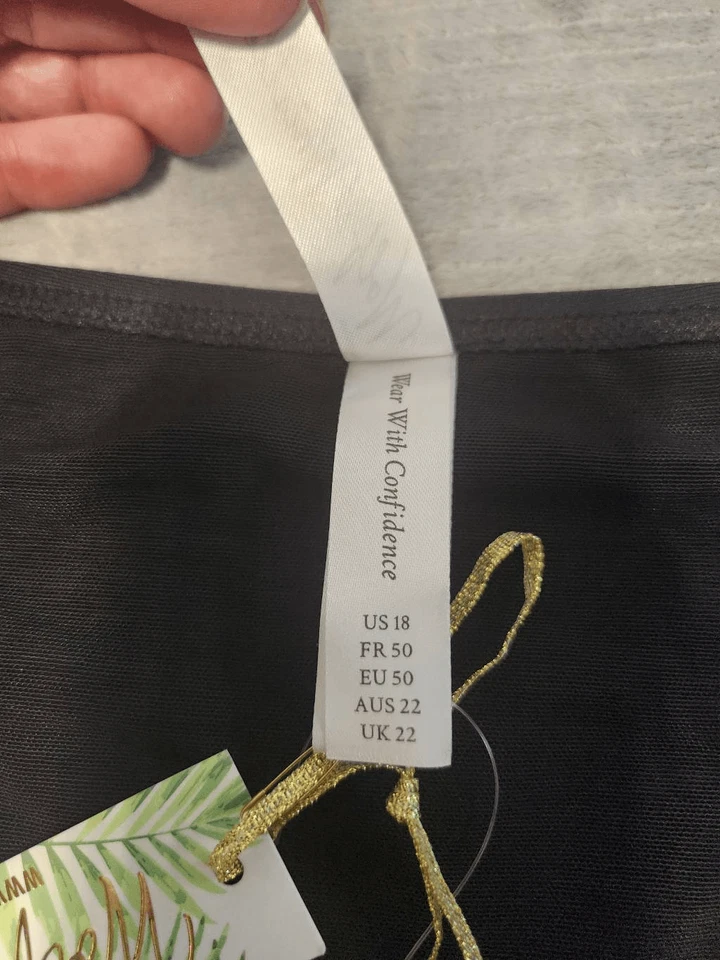 Wear With Confidence
US 18
FR 50
EU 50
AUS 22
UK 22